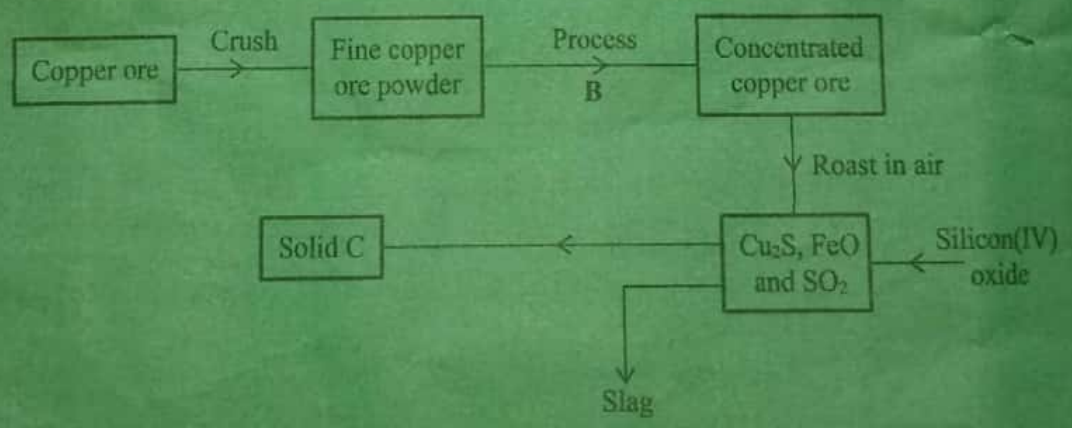 Copper ore
Crush
Fine copper
ore powder
Process
B
Concentrated
copper ore
Roast in air
Cu₂S, FeO
and SO₂
Silicon(IV)
oxide
Solid C
Slag